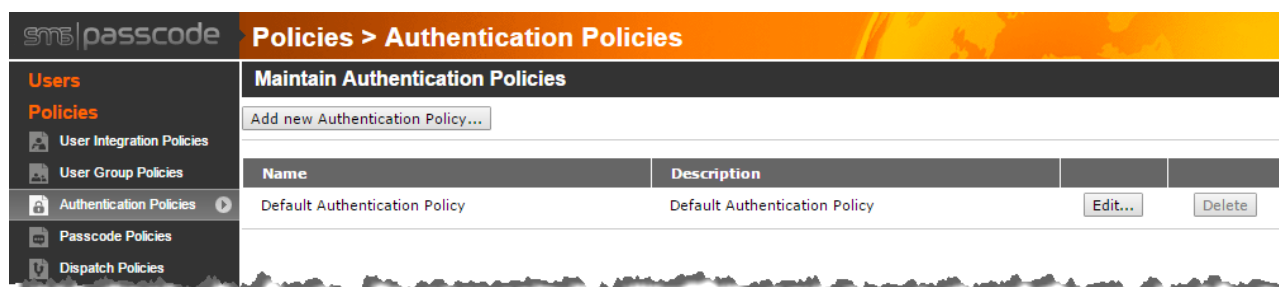 sms|passcode
Policies > Authentication Policies
Users
Policies
User Integration Policies
User Group Policies
Authentication Policies
Passcode Policies
Dispatch Policies
Maintain Authentication Policies
Add new Authentication Policy...
Name Description
Default Authentication Policy Default Authentication Policy Edit... Delete